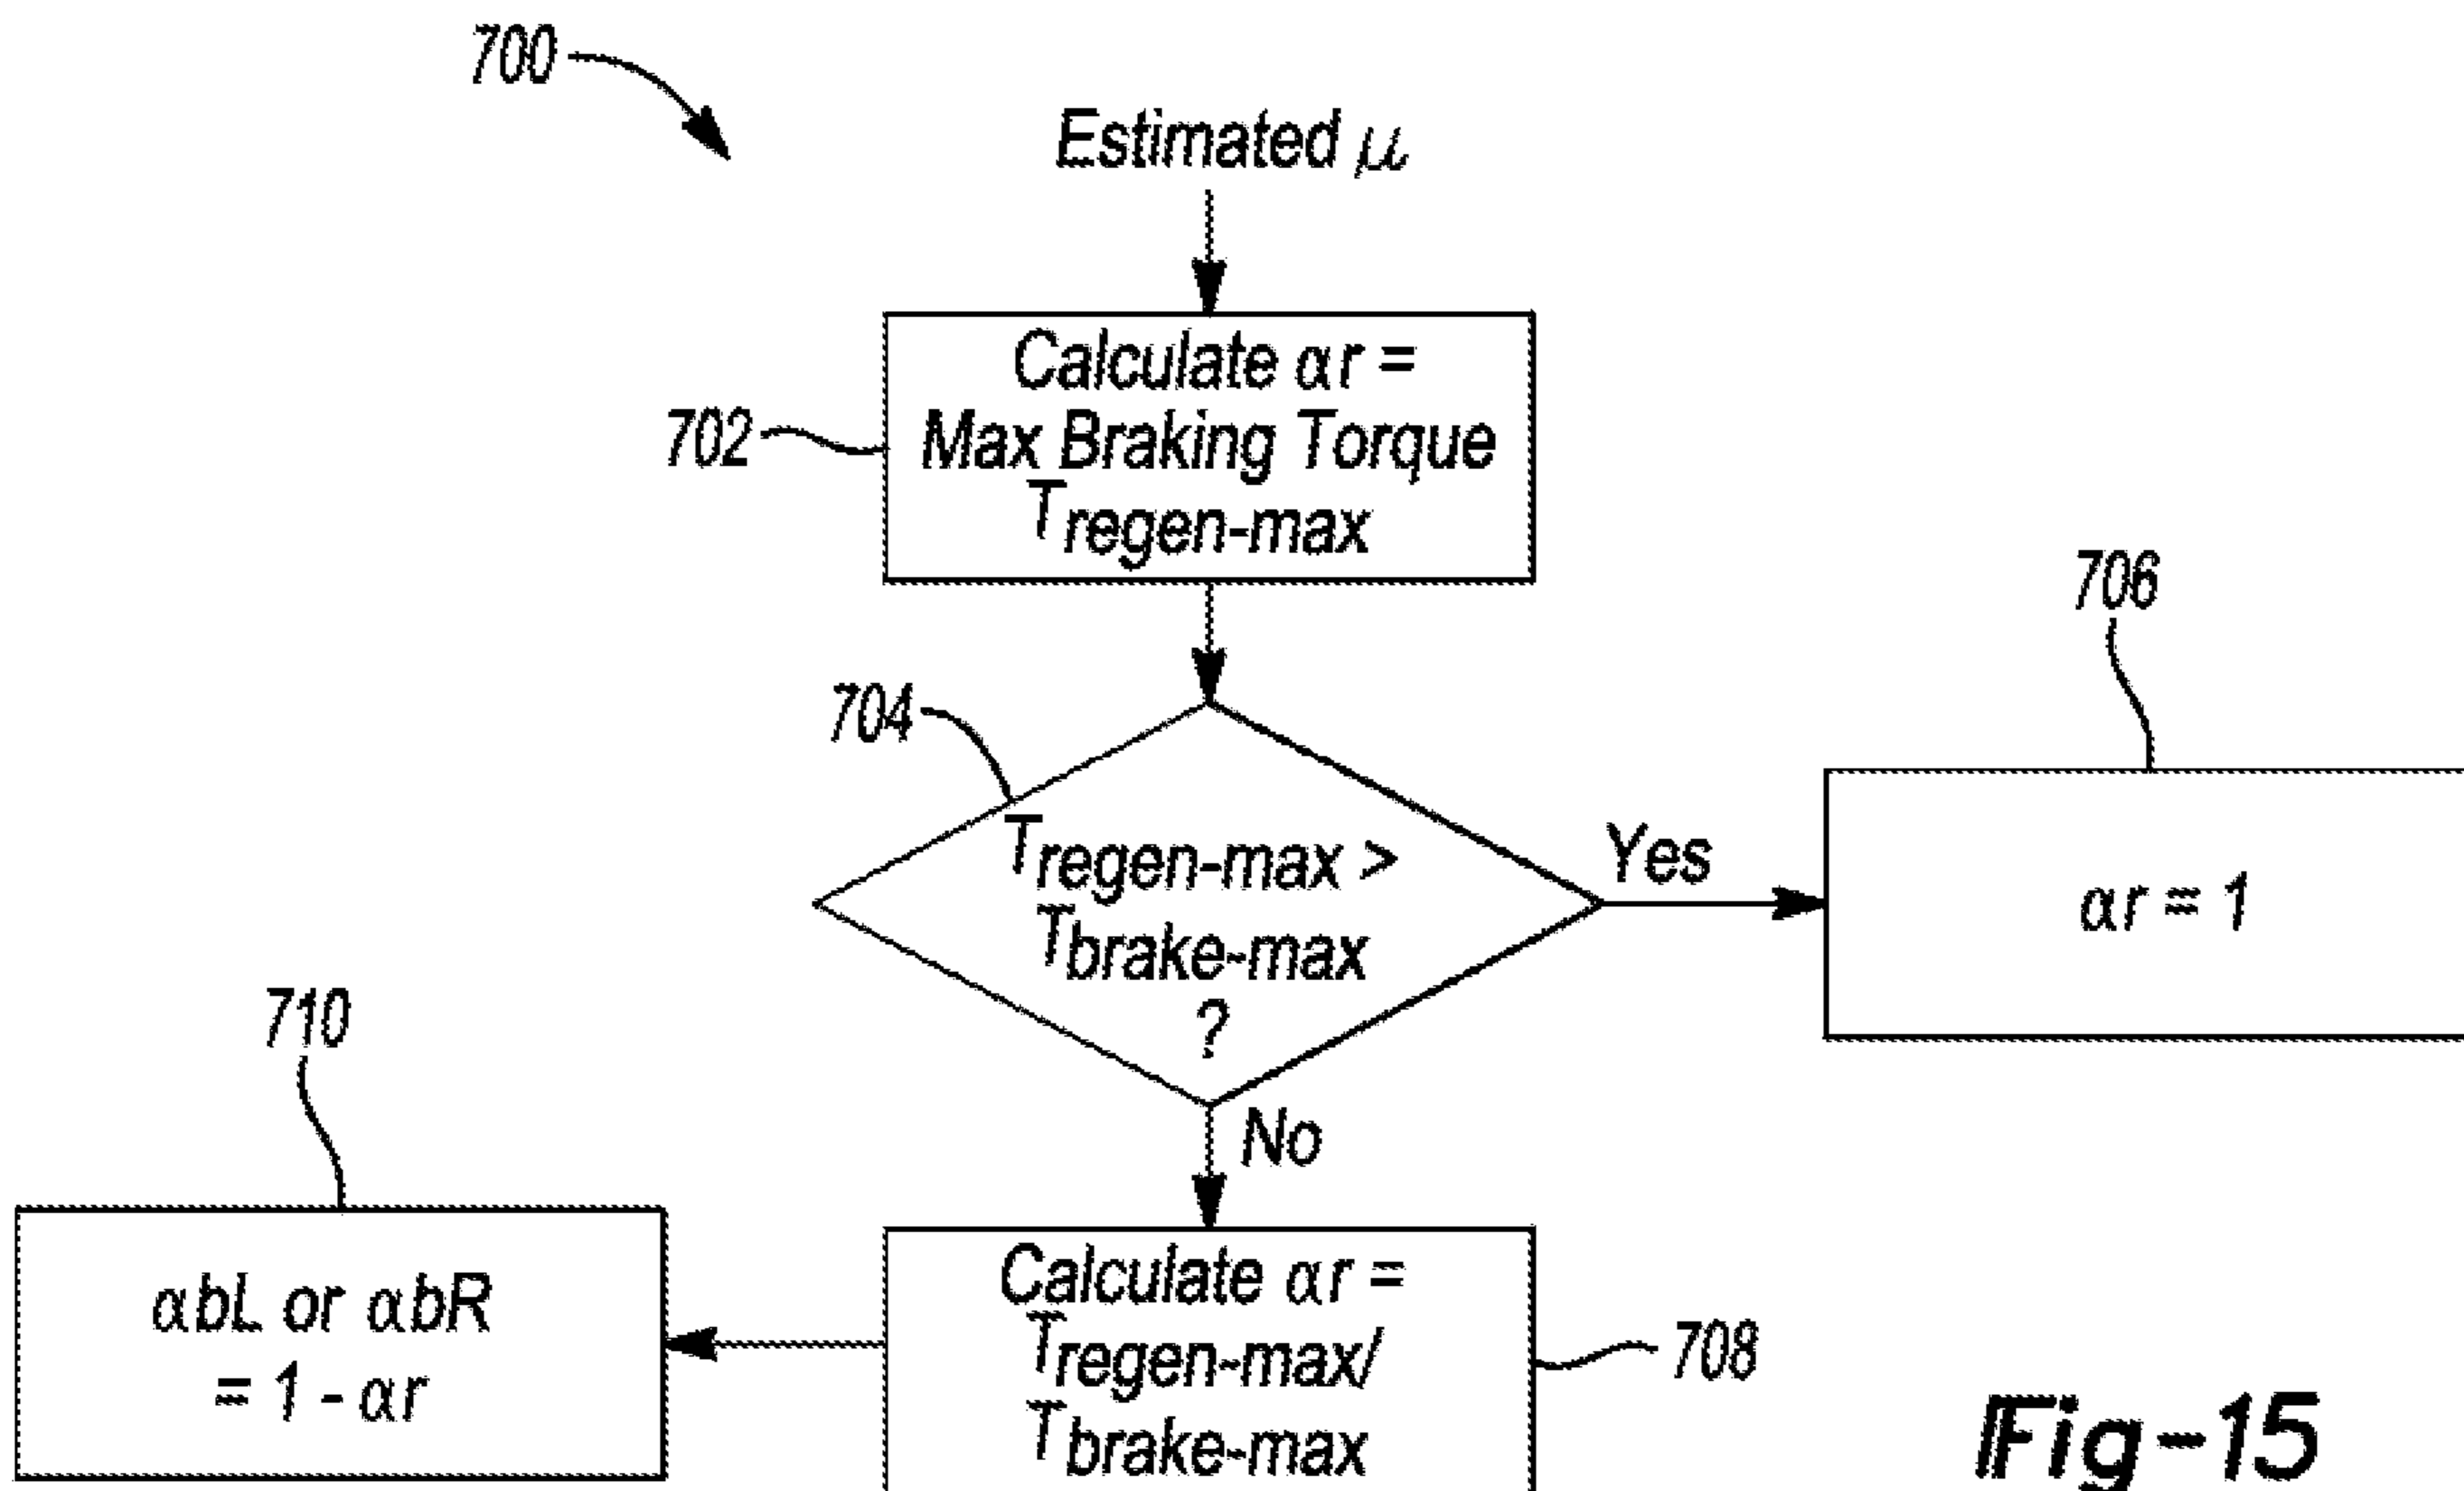 700
Estimated μ
Calculate αr =
Max Braking Torque
Tregen-max
702
704
Tregen-max >
Tbrake-max
?
Yes
706
αr = 1
No
710
αbL or αbR
= 1 - αr
Calculate αr =
Tregen-max/
Tbrake-max
708
Fig-15